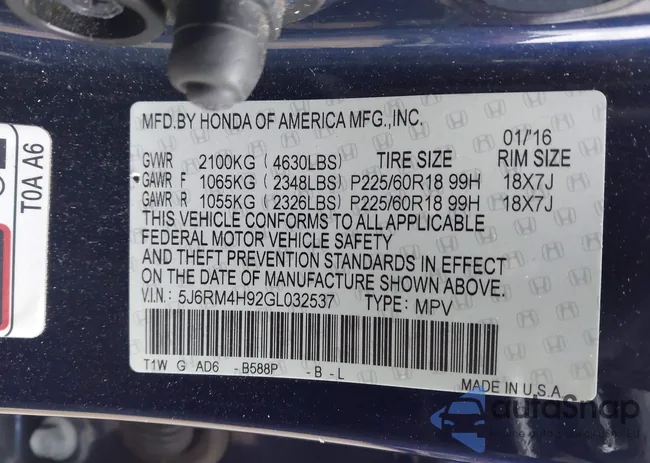 MFD.BY HONDA OF AMERICA MFG.,INC.
01/'16
GVWR 2100KG (4630LBS) TIRE SIZE RIM SIZE
GAWR F 1065KG (2348LBS) P225/60R18 99H 18X7J
GAWR R 1055KG (2326LBS) P225/60R18 99H 18X7J
THIS VEHICLE CONFORMS TO ALL APPLICABLE
FEDERAL MOTOR VEHICLE SAFETY
AND THEFT PREVENTION STANDARDS IN EFFECT
ON THE DATE OF MANUFACTURE SHOWN ABOVE.
V.I.N: 5J6RM4H92GL032537 TYPE: MPV
T1W G AD6 -B588P -B-L
MADE IN U.S.A
T0A A6
autoSnap